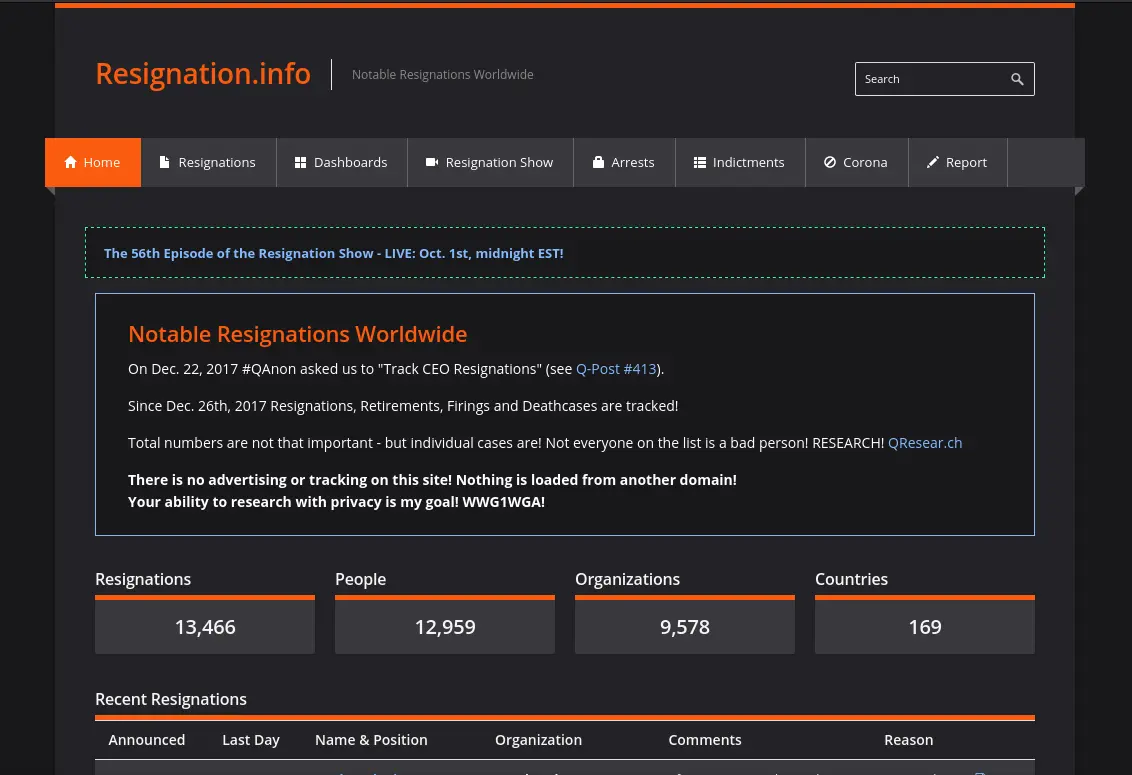 Resignation.info
Notable Resignations Worldwide
Search
Home
Resignations
Dashboards
Resignation Show
Arrests
Indictments
Corona
Report
The 56th Episode of the Resignation Show - LIVE: Oct. 1st, midnight EST!
Notable Resignations Worldwide
On Dec. 22, 2017 #QAnon asked us to "Track CEO Resignations" (see Q-Post #413).
Since Dec. 26th, 2017 Resignations, Retirements, Firings and Deathcases are tracked!
Total numbers are not that important - but individual cases are! Not everyone on the list is a bad person! RESEARCH! QResear.ch
There is no advertising or tracking on this site! Nothing is loaded from another domain!
Your ability to research with privacy is my goal! WWG1WGA!
Resignations
People
Organizations
Countries
13,466
12,959
9,578
169
Recent Resignations
Announced
Last Day
Name & Position
Organization
Comments
Reason